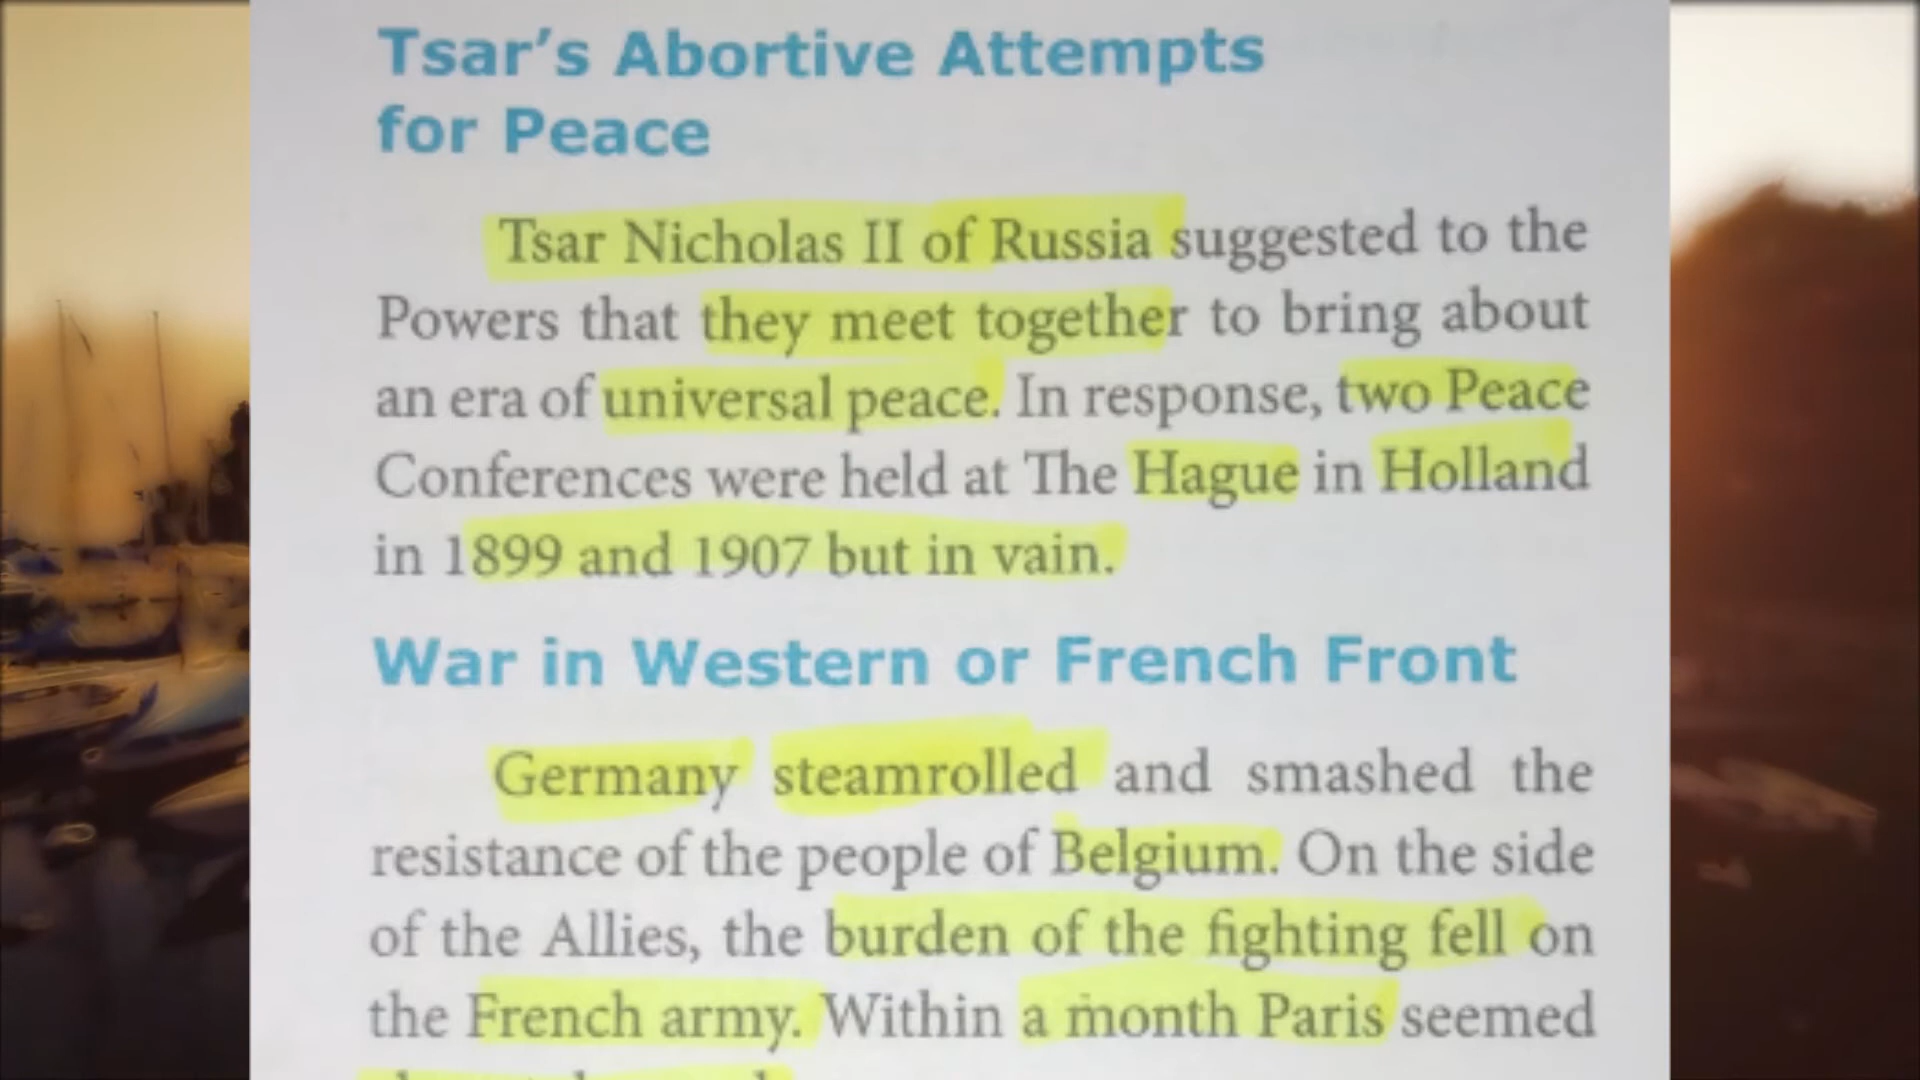 Tsar's Abortive Attempts
for Peace
Tsar Nicholas II of Russia suggested to the
Powers that they meet together to bring about
an era of universal peace. In response, two Peace
Conferences were held at The Hague in Holland
in 1899 and 1907 but in vain.
War in Western or French Front
Germany steamrolled and smashed the
resistance of the people of Belgium. On the side
of the Allies, the burden of the fighting fell on
the French army. Within a month Paris seemed